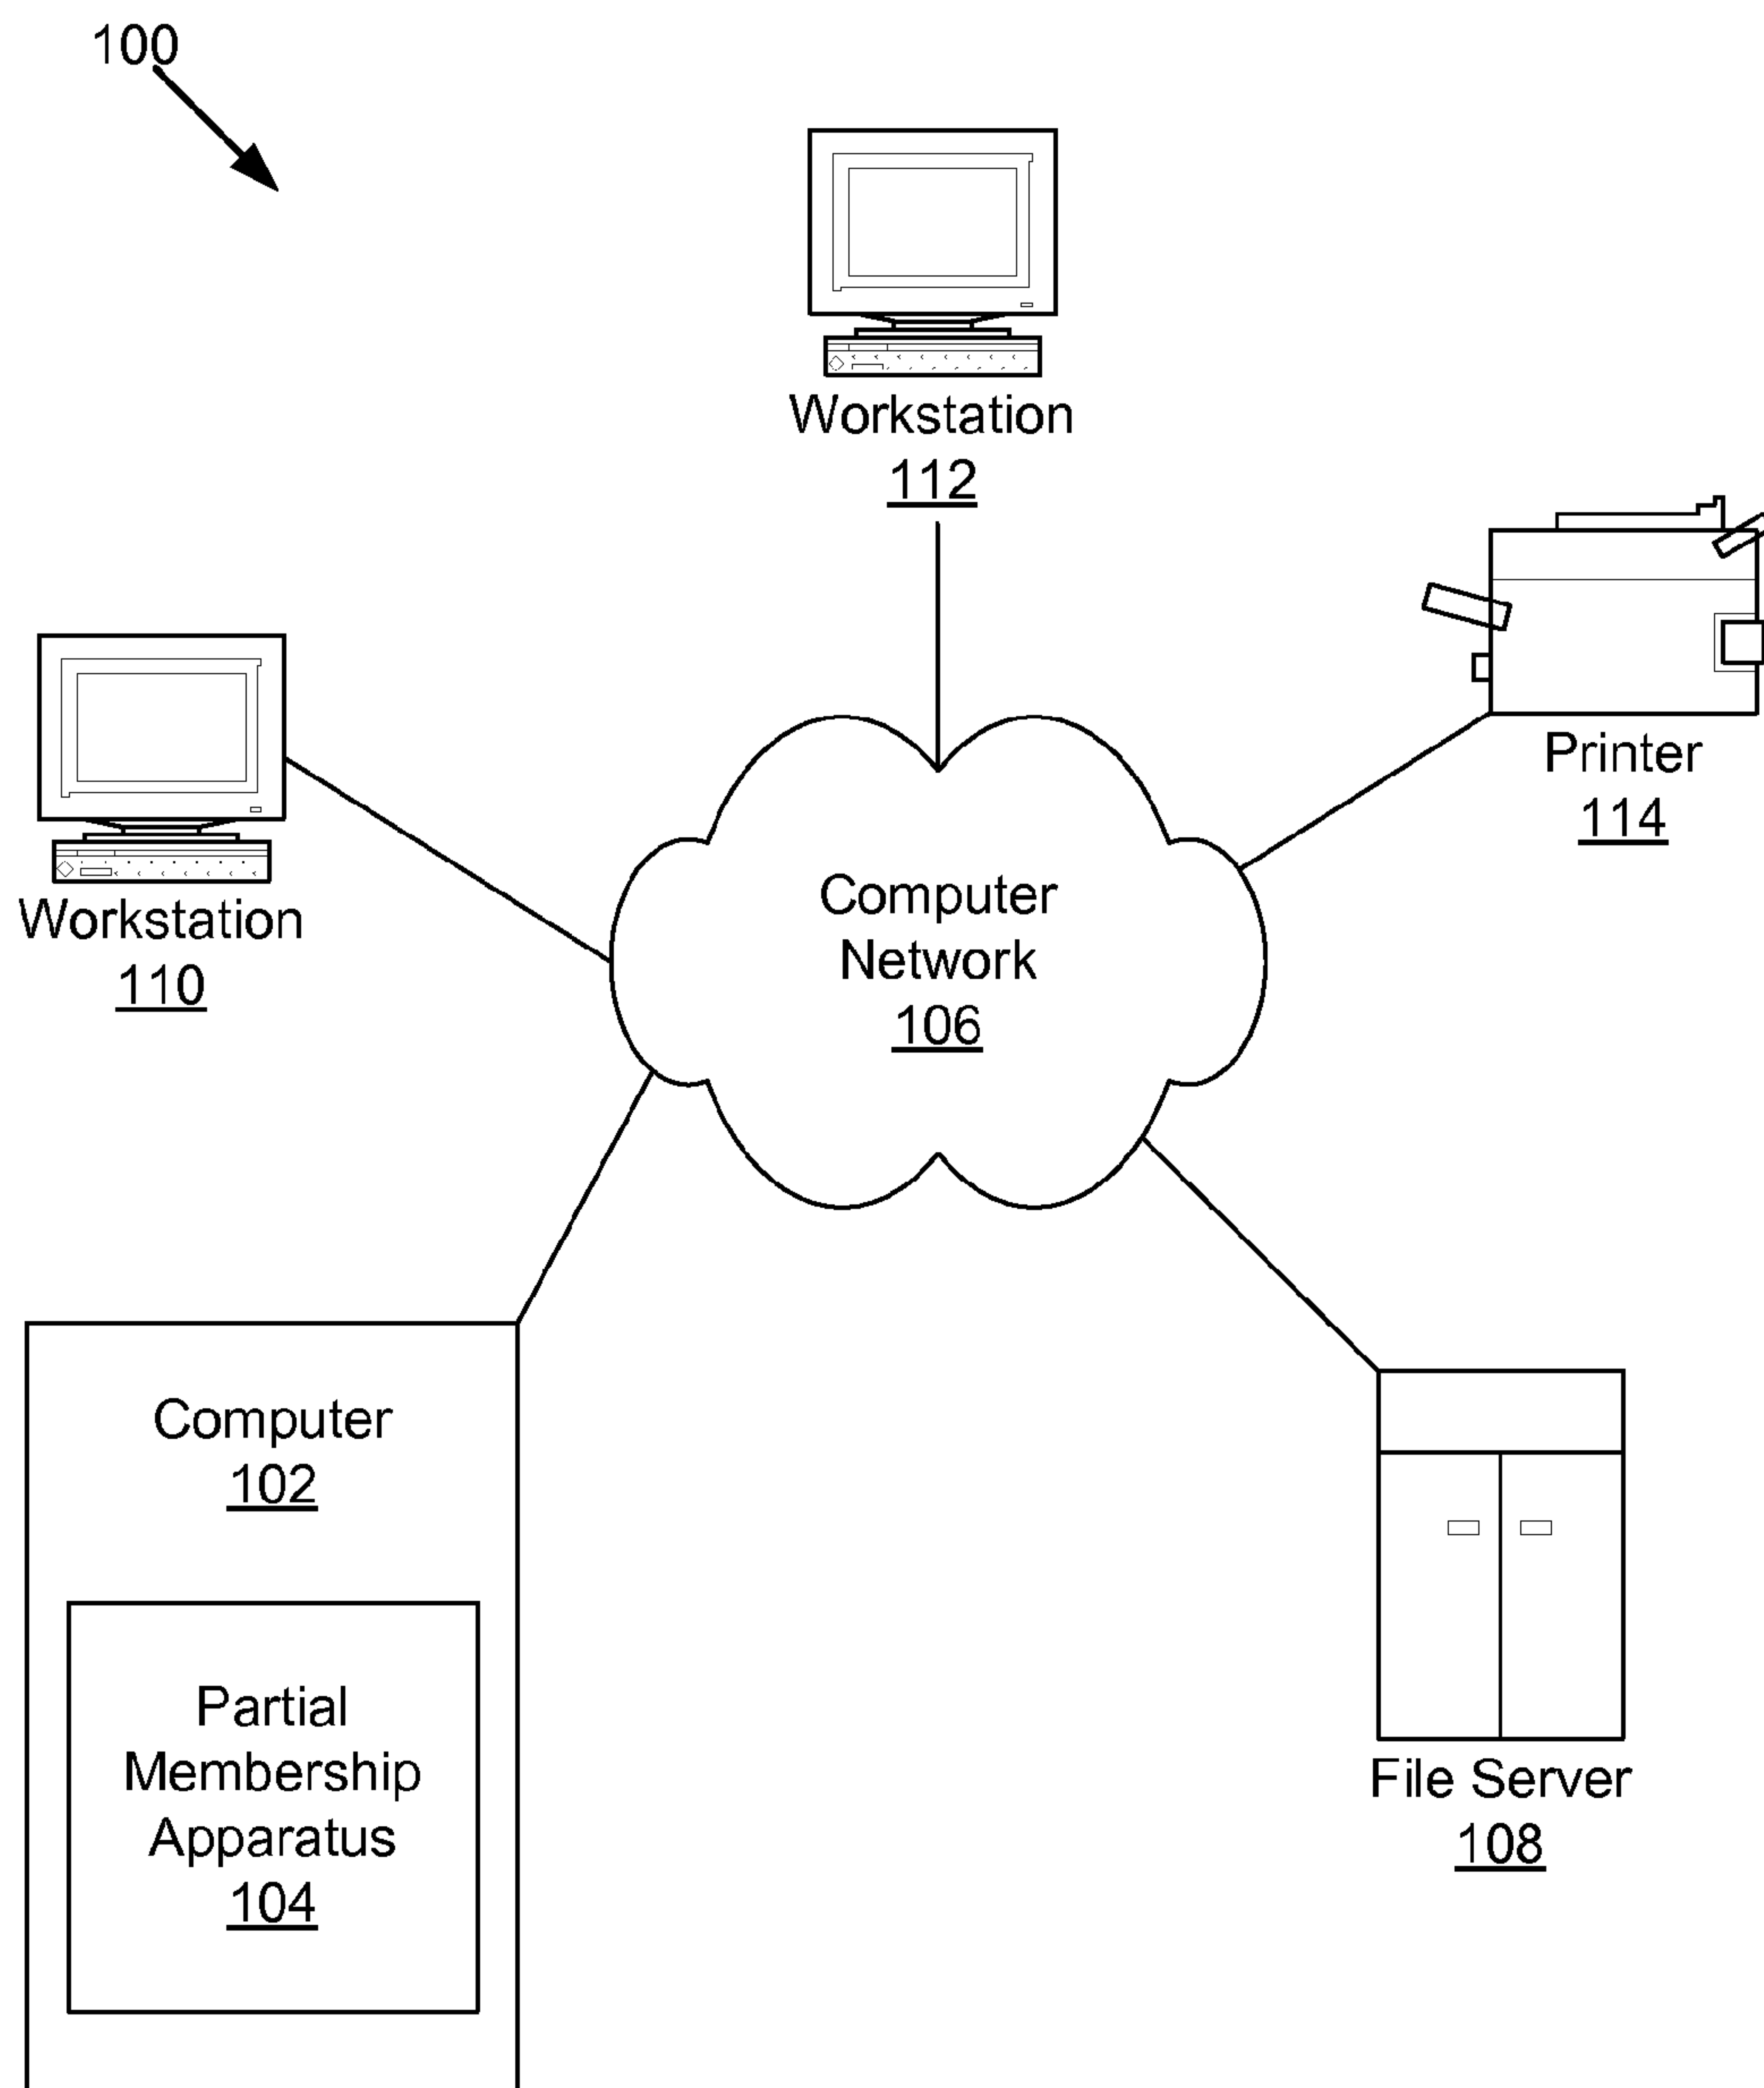 100
Workstation
112
Printer
114
Workstation
110
Computer
Network
106
Computer
102
Partial
Membership
Apparatus
104
File Server
108